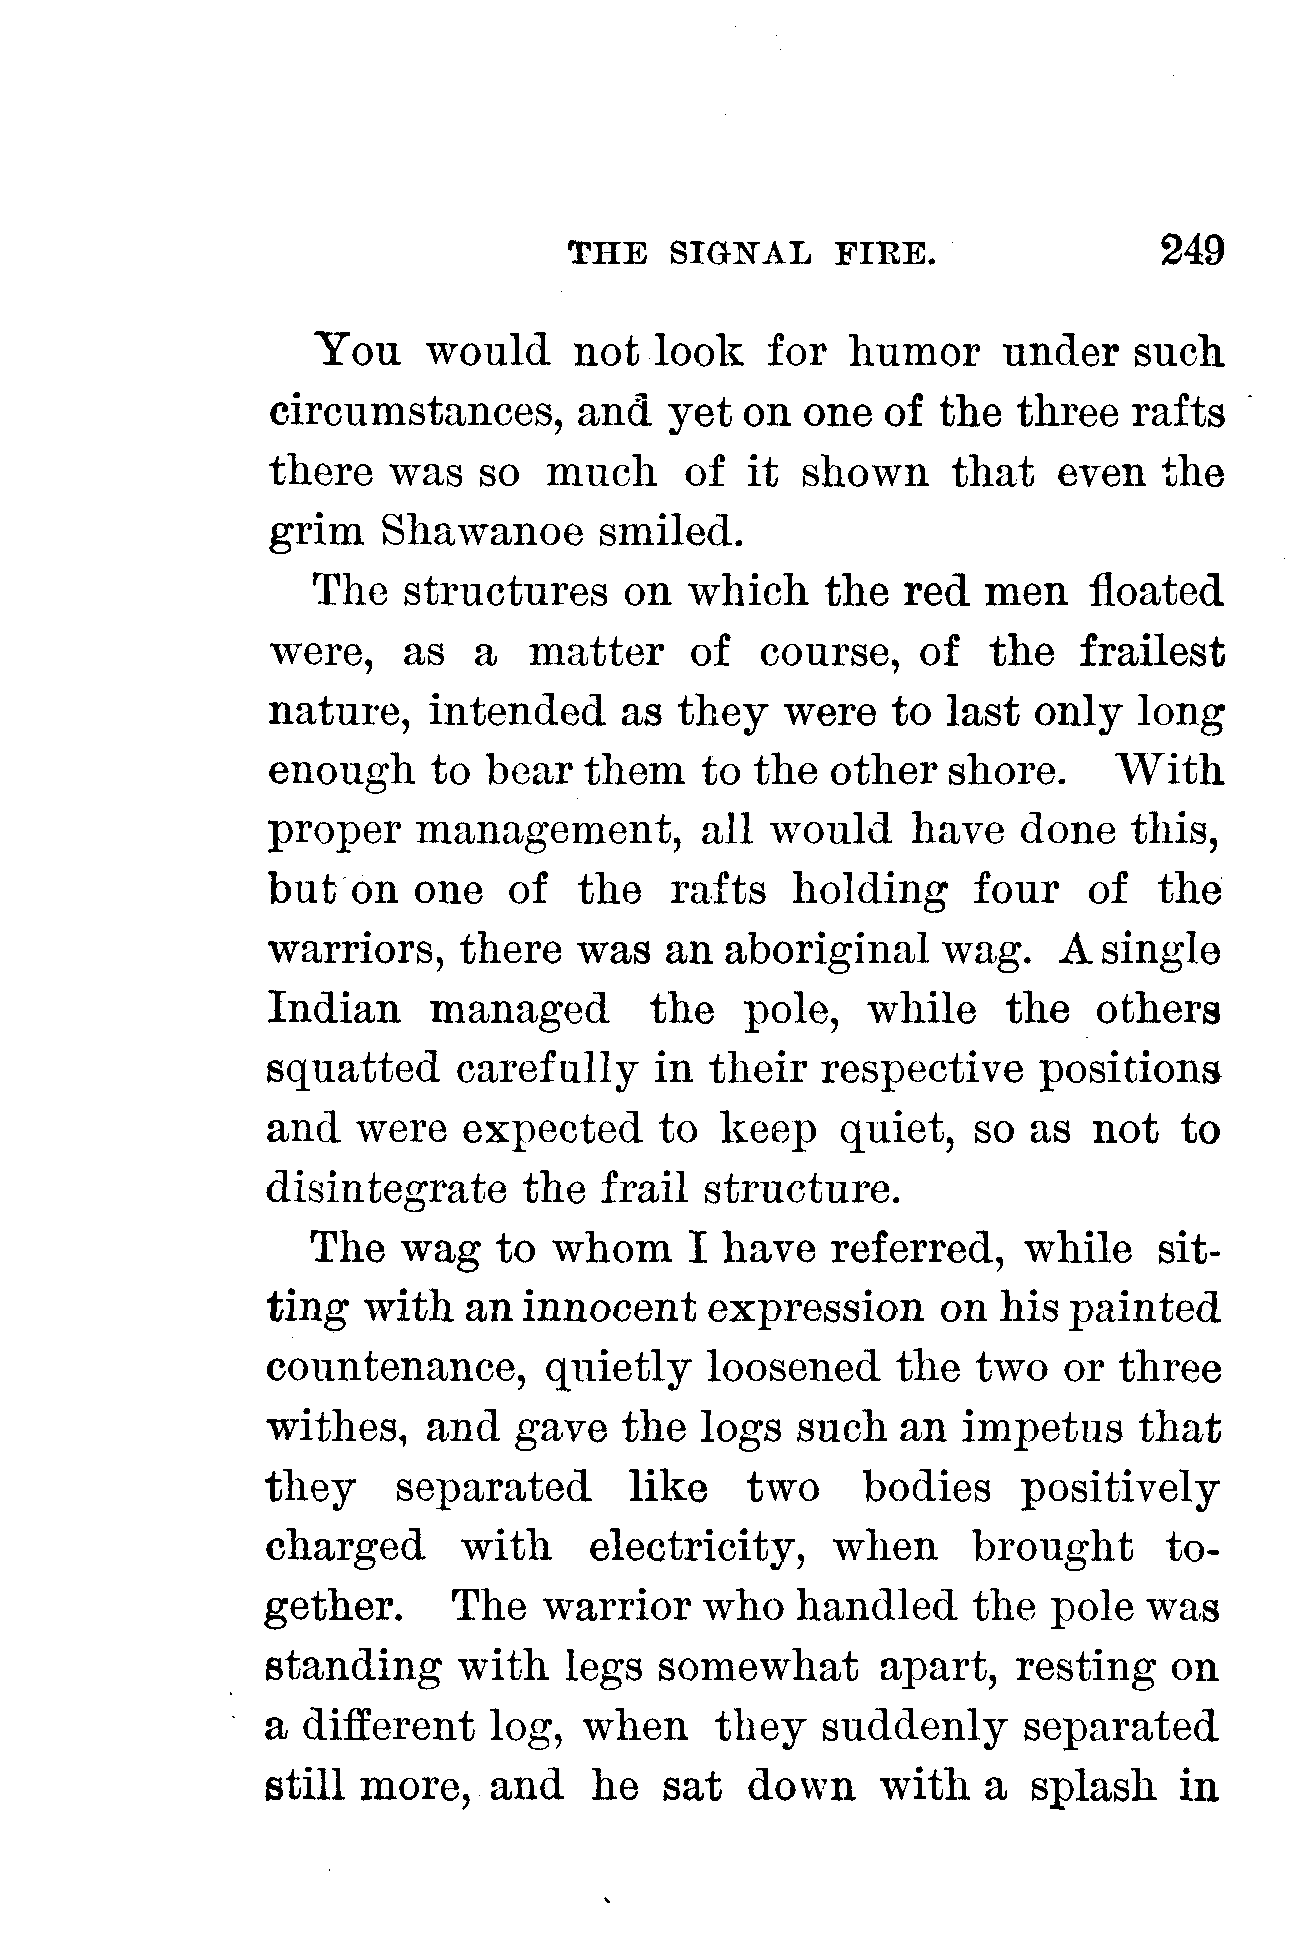 THE SIGNAL FIRE. 249
You would not look for humor under such
circumstances, and yet on one of the three rafts
there was so much of it shown that even the
grim Shawanoe smiled.
The structures on which the red men floated
were, as a matter of course, of the frailest
nature, intended as they were to last only long
enough to bear them to the other shore. With
proper management, all would have done this,
but on one of the rafts holding four of the
warriors, there was an aboriginal wag. A single
Indian managed the pole, while the others
squatted carefully in their respective positions
and were expected to keep quiet, so as not to
disintegrate the frail structure.
The wag to whom I have referred, while sit-
ting with an innocent expression on his painted
countenance, quietly loosened the two or three
withes, and gave the logs such an impetus that
they separated like two bodies positively
charged with electricity, when brought to-
gether. The warrior who handled the pole was
standing with legs somewhat apart, resting on
a different log, when they suddenly separated
still more, and he sat down with a splash in